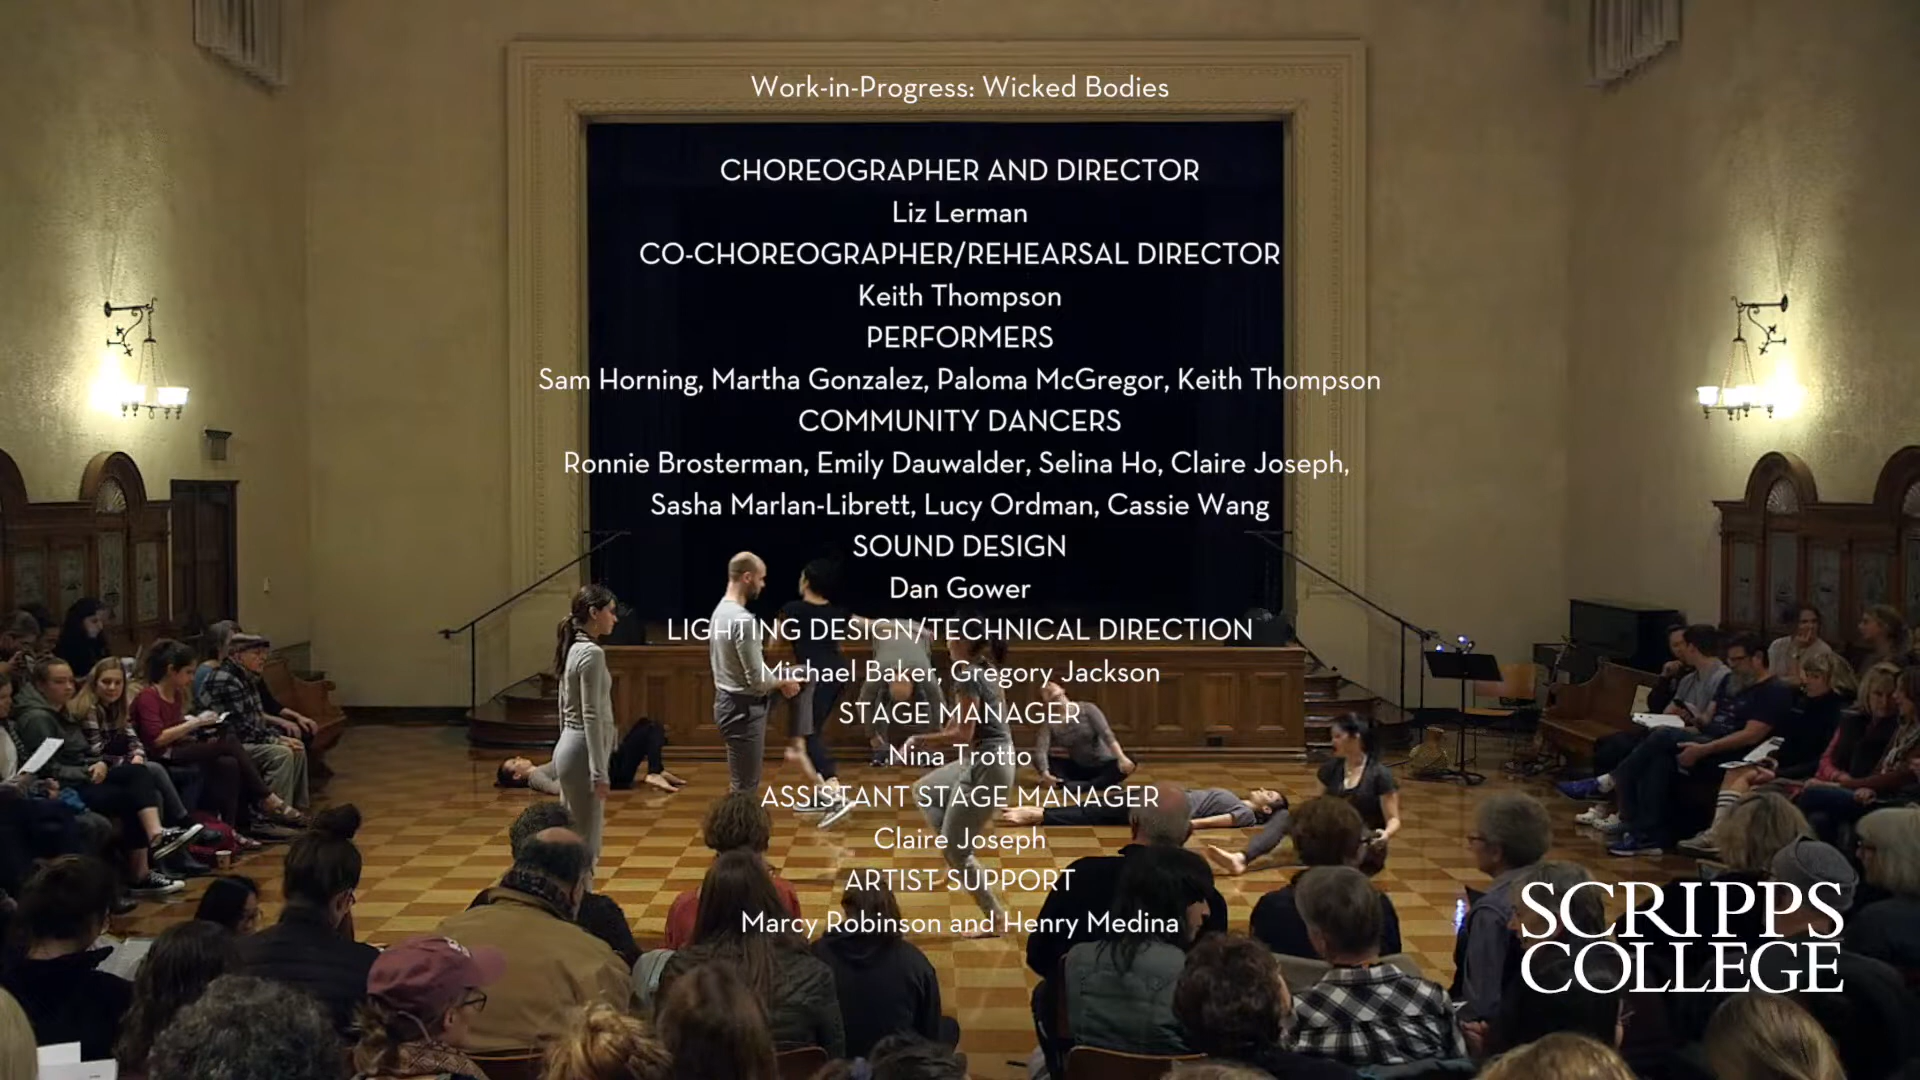 Work-in-Progress: Wicked Bodies
CHOREOGRAPHER AND DIRECTOR
Liz Lerman
CO-CHOREOGRAPHER/REHEARSAL DIRECTOR
Keith Thompson
PERFORMERS
Sam Horning, Martha Gonzalez, Paloma McGregor, Keith Thompson
COMMUNITY DANCERS
Ronnie Brosterman, Emily Dauwalder, Selina Ho, Claire Joseph,
Sasha Marlan-Librett, Lucy Ordman, Cassie Wang
SOUND DESIGN
Dan Gower
LIGHTING DESIGN/TECHNICAL DIRECTION
Michael Baker, Gregory Jackson
STAGE MANAGER
Nina Trotto
ASSISTANT STAGE MANAGER
Claire Joseph
ARTIST SUPPORT
Marcy Robinson and Henry Medina
SCRIPPS
COLLEGE